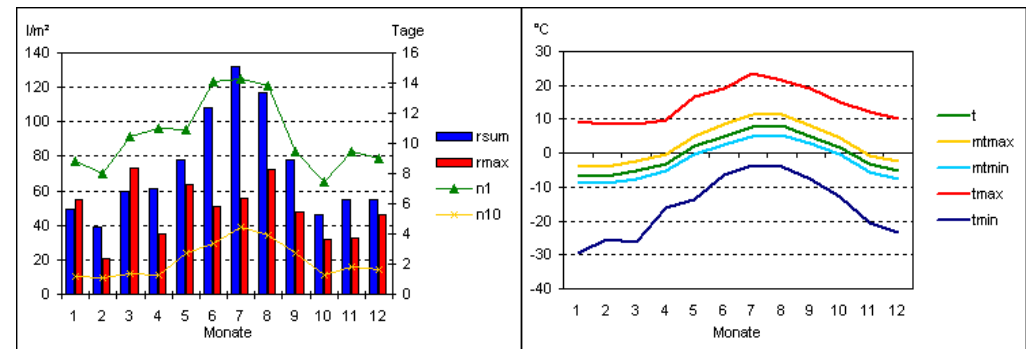 l/m² Tage
140 16
120 14
100 12
80 10
60 8
40 6
20 4
0 2
0
1 2 3 4 5 6 7 8 9 10 11 12
Monate
rsum
rmax
n1
n10
°C
30
20
10
0
-10
-20
-30
-40
1 2 3 4 5 6 7 8 9 10 11 12
Monate
t
mtmax
mtmin
tmax
tmin